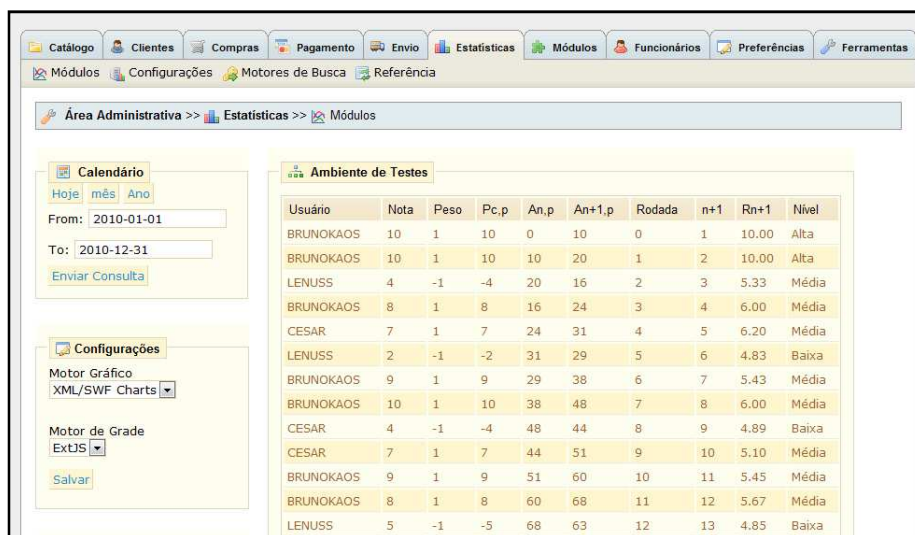 Catálogo Clientes Compras Pagamento Envio Estatísticas Módulos Funcionários Preferências Ferramentas
Módulos Configurações Motores de Busca Referência
Área Administrativa >> Estatísticas >> Módulos
Calendário
Hoje mês Ano
From: 2010-01-01
To: 2010-12-31
Enviar Consulta
Configurações
Motor Gráfico
XML/SWF Charts
Motor de Grade
ExtJS
Salvar
Ambiente de Testes
Usuário Nota Peso Pc,p An,p An+1,p Rodada n+1 Rn+1 Nível
BRUNOKAOS 10 1 10 0 10 0 1 10.00 Alta
BRUNOKAOS 10 1 10 10 20 1 2 10.00 Alta
LENUSS 4 -1 -4 20 16 2 3 5.33 Média
BRUNOKAOS 8 1 8 16 24 3 4 6.00 Média
CESAR 7 1 7 24 31 4 5 6.20 Média
LENUSS 2 -1 -2 31 29 5 6 4.83 Baixa
BRUNOKAOS 9 1 9 29 38 6 7 5.43 Média
BRUNOKAOS 10 1 10 38 48 7 8 6.00 Média
CESAR 4 -1 -4 48 44 8 9 4.89 Baixa
CESAR 7 1 7 44 51 9 10 5.10 Média
BRUNOKAOS 9 1 9 51 60 10 11 5.45 Média
BRUNOKAOS 8 1 8 60 68 11 12 5.67 Média
LENUSS 5 -1 -5 68 63 12 13 4.85 Baixa